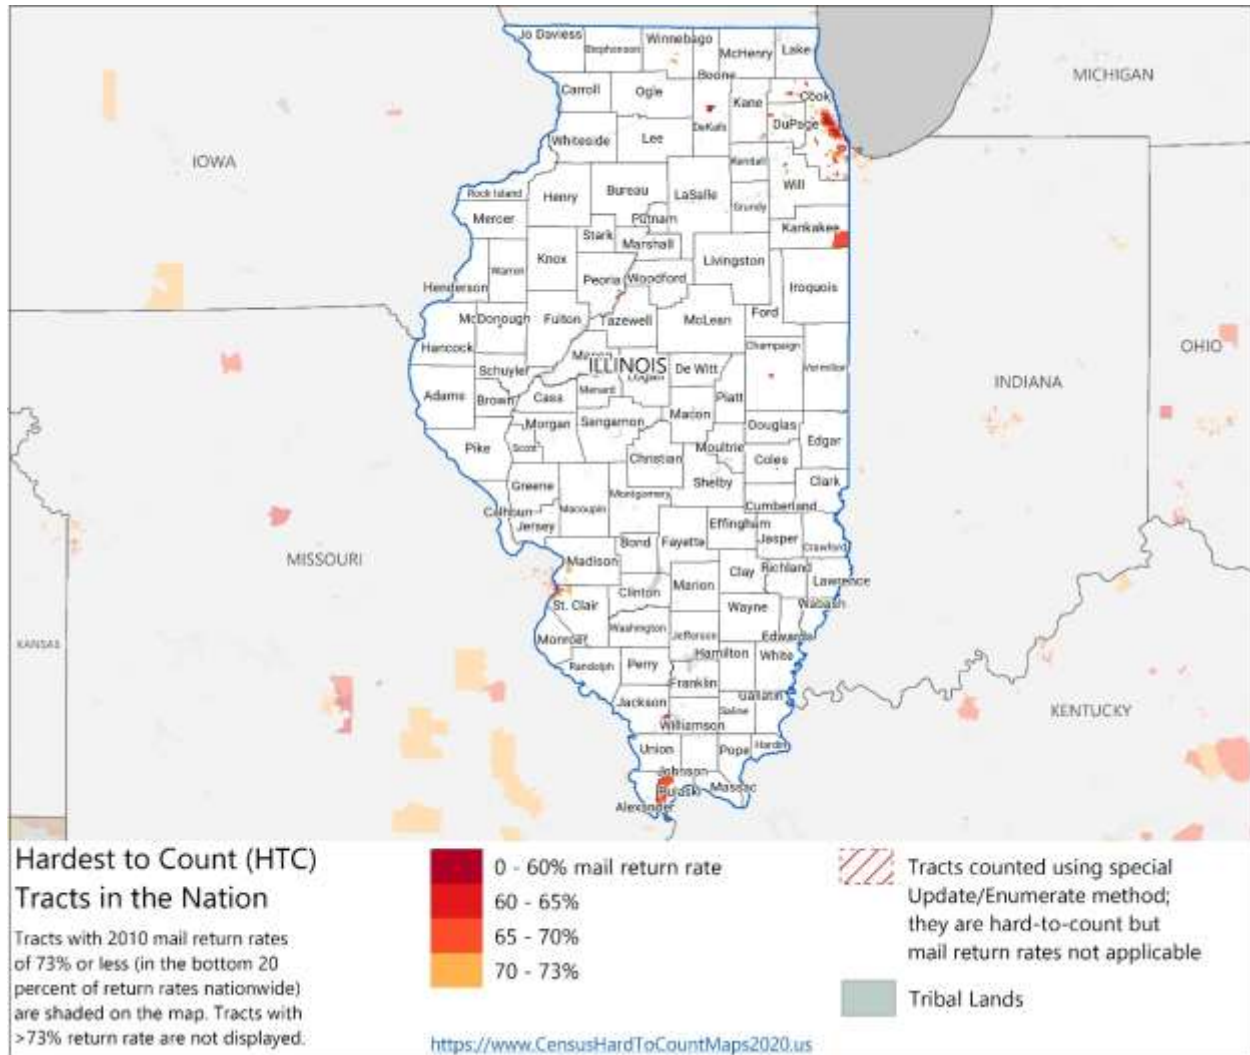 Jo Daviess
Stephenson
Winnebago
Boone
McHenry
Lake
MICHIGAN
Carroll
Ogle
Kane
Cook
DeKalb
DuPage
Whiteside
Lee
IOWA
Kendall
Will
Rock Island
Henry
Bureau
LaSalle
Grundy
Mercer
Putnam
Kankakee
Stark
Marshall
Knox
Livingston
Warren
Peoria
Woodford
Henderson
Iroquois
McDonough
Fulton
Tazewell
McLean
Ford
Hancock
Champaign
OHIO
ILLINOIS
De Witt
Vermilion
Schuyler
INDIANA
Adams
Brown
Cass
Menard
Logan
Piatt
Macon
Morgan
Sangamon
Douglas
Edgar
Pike
Scott
Christian
Moultrie
Coles
Shelby
Greene
Clark
Calhoun
Macoupin
Montgomery
Cumberland
Jersey
Effingham
Jasper
Crawford
MISSOURI
Madison
Bond
Fayette
Clay
Richland
Lawrence
Clinton
Marion
St. Clair
Wayne
Wabash
Washington
Jefferson
Monroe
Edwards
KANSAS
Randolph
Perry
Hamilton
White
Franklin
Jackson
Gallatin
Saline
Williamson
KENTUCKY
Union
Pope
Hardin
Johnson
Pulaski
Massac
Alexander
Hardest to Count (HTC)
Tracts in the Nation
Tracts with 2010 mail return rates
of 73% or less (in the bottom 20
percent of return rates nationwide)
are shaded on the map. Tracts with
>73% return rate are not displayed.
0 - 60% mail return rate
60 - 65%
65 - 70%
70 - 73%
https://www.CensusHardToCountMaps2020.us
Tracts counted using special
Update/Enumerate method;
they are hard-to-count but
mail return rates not applicable
Tribal Lands